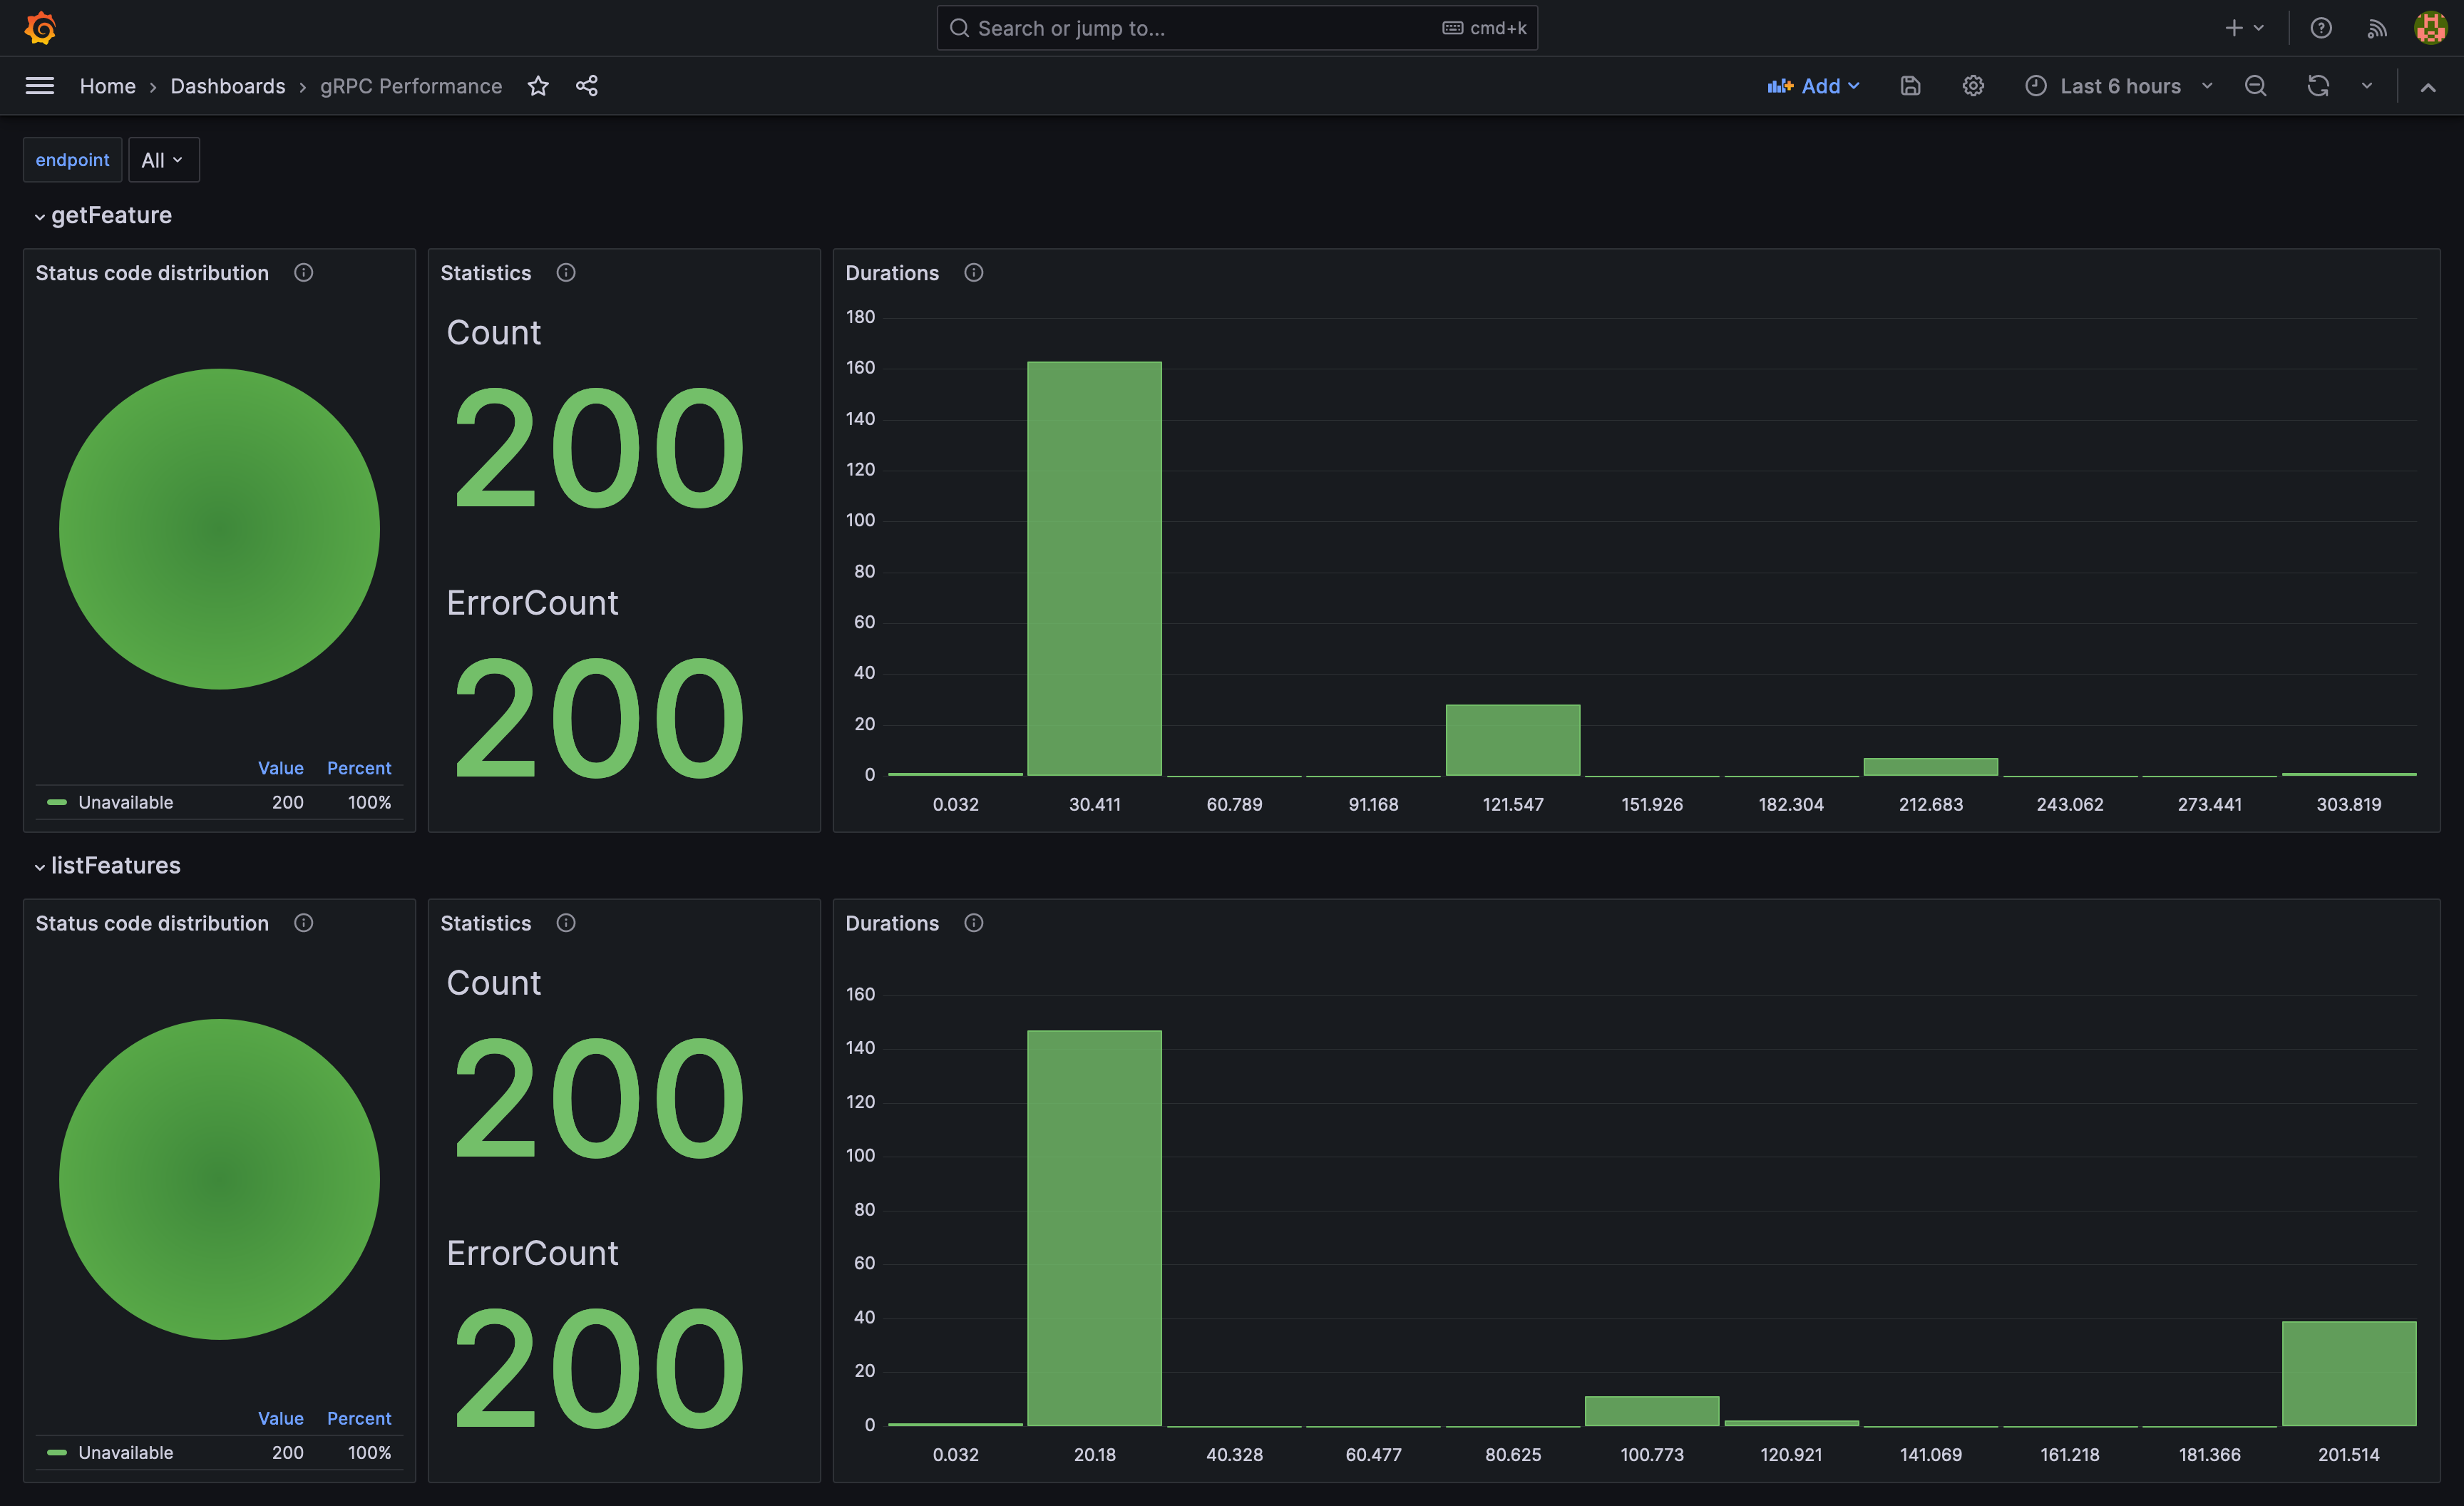 Search or jump to... cmd+k
Home › Dashboards › gRPC Performance Add Last 6 hours
endpoint All
getFeature
Status code distribution
Value Percent
Unavailable 200 100%
Statistics
Count
200
ErrorCount
200
Durations
180
160
140
120
100
80
60
40
20
0
0.032 30.411 60.789 91.168 121.547 151.926 182.304 212.683 243.062 273.441 303.819
listFeatures
Status code distribution
Value Percent
Unavailable 200 100%
Statistics
Count
200
ErrorCount
200
Durations
160
140
120
100
80
60
40
20
0
0.032 20.18 40.328 60.477 80.625 100.773 120.921 141.069 161.218 181.366 201.514